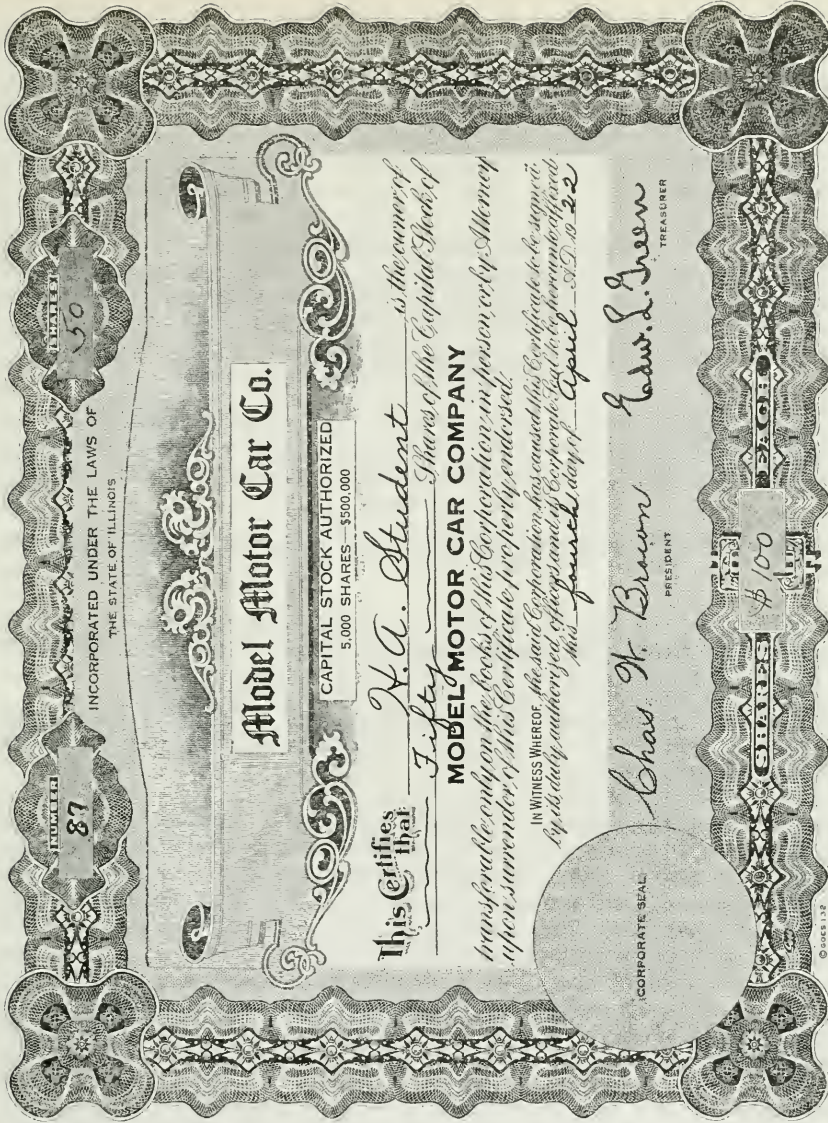 NUMBER
87
SHARES
50
INCORPORATED UNDER THE LAWS OF
THE STATE OF ILLINOIS
Model Motor Car Co.
CAPITAL STOCK AUTHORIZED
5,000 SHARES—$500,000
This Certifies that H. A. Student is the owner of
Fifty Shares of the Capital Stock of
MODEL MOTOR CAR COMPANY
transferable only on the books of this Corporation in person or by Attorney
upon surrender of this Certificate properly endorsed.
IN WITNESS WHEREOF, the said Corporation has caused this Certificate to be signed
by its duly authorized officers and its Corporate Seal to be hereunto affixed
this fourth day of April A.D. 1922
Chas. W. Brown
PRESIDENT
Edw. L. Green
TREASURER
CORPORATE SEAL
SHARES
$100
EACH
© GOES 132